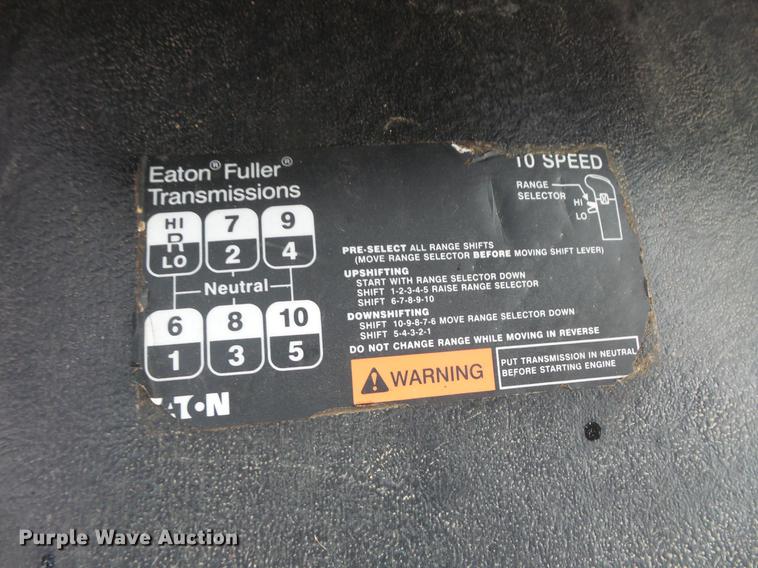 Eaton® Fuller®
Transmissions
10 SPEED
HI
R
LO
7
2
9
4
Neutral
6
1
8
3
10
5
RANGE
SELECTOR
HI
LO
PRE-SELECT ALL RANGE SHIFTS
(MOVE RANGE SELECTOR BEFORE MOVING SHIFT LEVER)
UPSHIFTING
START WITH RANGE SELECTOR DOWN
SHIFT 1-2-3-4-5 RAISE RANGE SELECTOR
SHIFT 6-7-8-9-10
DOWNSHIFTING
SHIFT 10-9-8-7-6 MOVE RANGE SELECTOR DOWN
SHIFT 5-4-3-2-1
DO NOT CHANGE RANGE WHILE MOVING IN REVERSE
WARNING
PUT TRANSMISSION IN NEUTRAL
BEFORE STARTING ENGINE
EATON
Purple Wave Auction